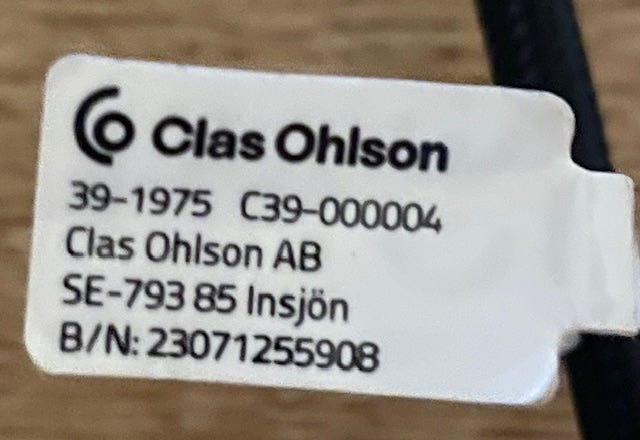 Clas Ohlson
39-1975 C39-000004
Clas Ohlson AB
SE-793 85 Insjön
B/N: 23071255908